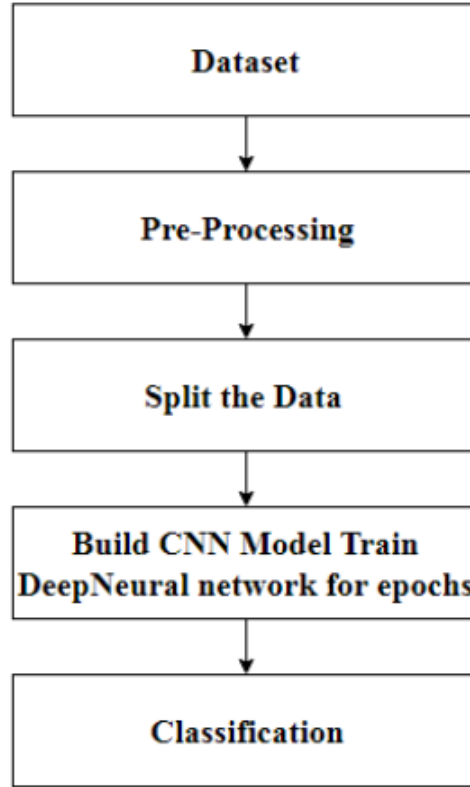 Dataset
Pre-Processing
Split the Data
Build CNN Model Train
DeepNeural network for epochs
Classification